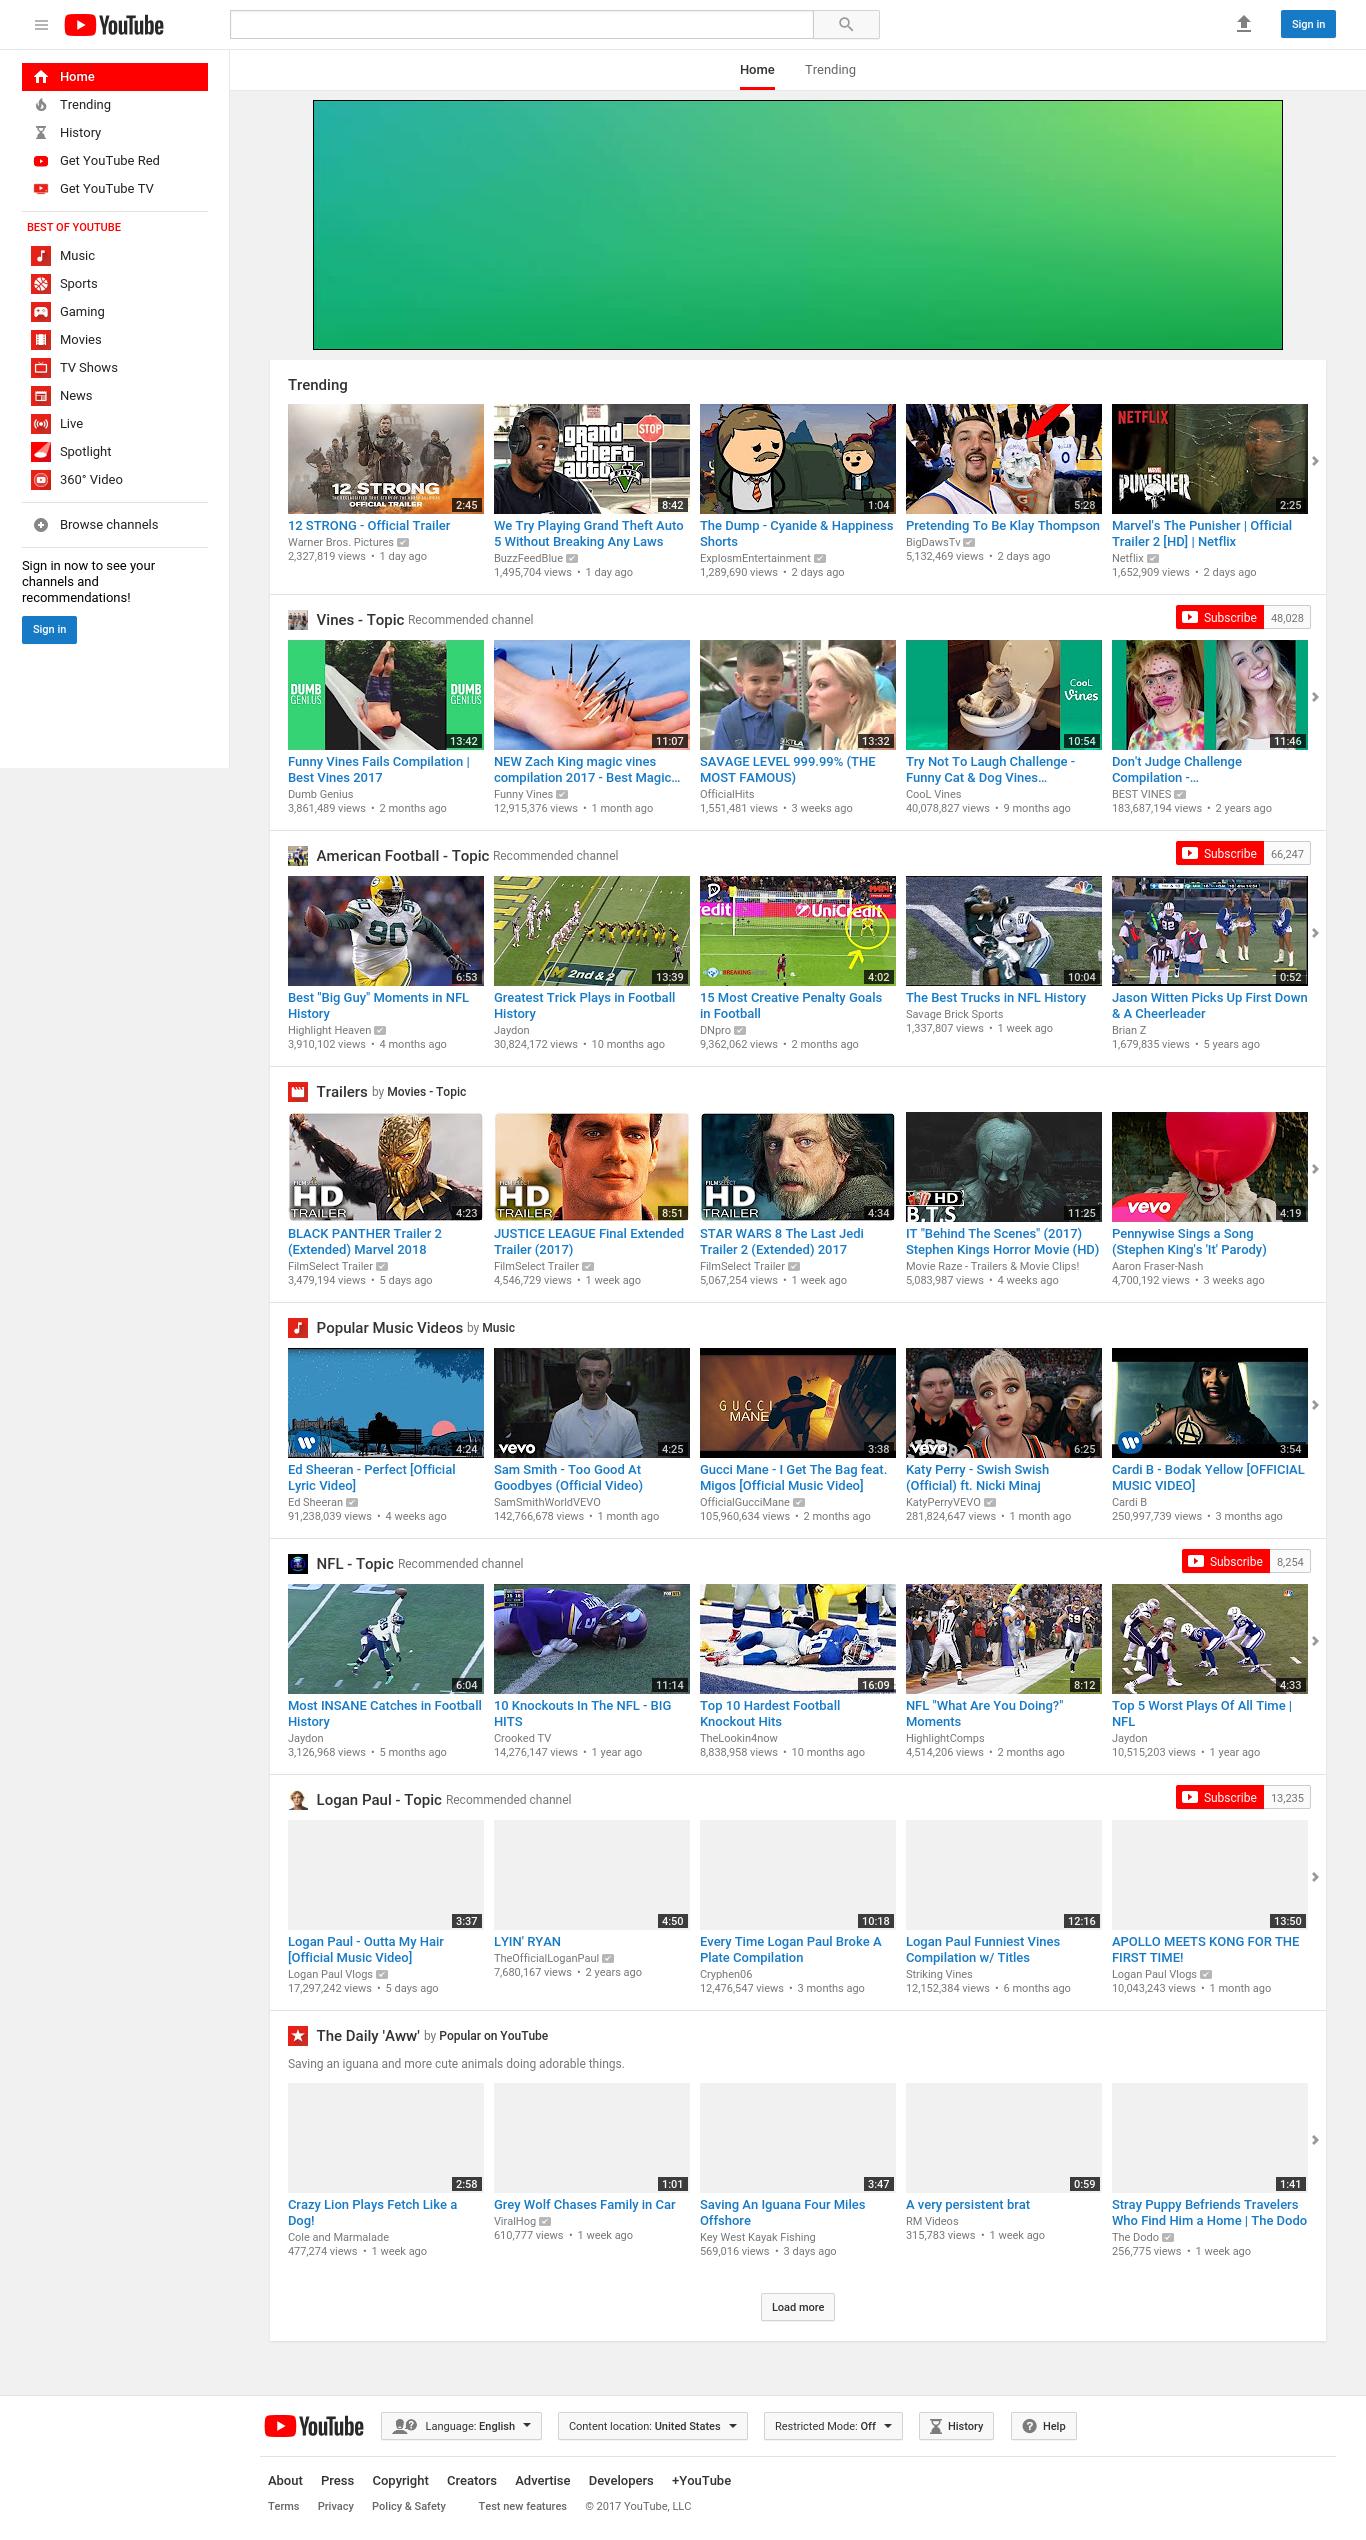 YouTube
Sign in
Home
Trending
Home
Trending
History
Get YouTube Red
Get YouTube TV
BEST OF YOUTUBE
Music
Sports
Gaming
Movies
TV Shows
News
Live
Spotlight
360° Video
Browse channels
Sign in now to see your
channels and
recommendations!
Sign in
Trending
12 STRONG
OFFICIAL TRAILER
2:45
grand
theft
auto
STOP
8:42
1:04
5:28
NETFLIX
MARVEL
PUNISHER
2:25
12 STRONG - Official Trailer
Warner Bros. Pictures
2,327,819 views • 1 day ago
We Try Playing Grand Theft Auto
5 Without Breaking Any Laws
BuzzFeedBlue
1,495,704 views • 1 day ago
The Dump - Cyanide & Happiness
Shorts
ExplosmEntertainment
1,289,690 views • 2 days ago
Pretending To Be Klay Thompson
BigDawsTv
5,132,469 views • 2 days ago
Marvel's The Punisher | Official
Trailer 2 [HD] | Netflix
Netflix
1,652,909 views • 2 days ago
Vines - Topic Recommended channel
Subscribe 48,028
DUMB
GENIUS
DUMB
GENIUS
13:42
11:07
KTLA
13:32
CooL
Vines
10:54
11:46
Funny Vines Fails Compilation |
Best Vines 2017
Dumb Genius
3,861,489 views • 2 months ago
NEW Zach King magic vines
compilation 2017 - Best Magic...
Funny Vines
12,915,376 views • 1 month ago
SAVAGE LEVEL 999.99% (THE
MOST FAMOUS)
OfficialHits
1,551,481 views • 3 weeks ago
Try Not To Laugh Challenge -
Funny Cat & Dog Vines...
CooL Vines
40,078,827 views • 9 months ago
Don't Judge Challenge
Compilation -...
BEST VINES
183,687,194 views • 2 years ago
American Football - Topic Recommended channel
Subscribe 66,247
90
6:53
2nd & 2
13:39
UniCredit
4:02
10:04
0:52
Best "Big Guy" Moments in NFL
History
Highlight Heaven
3,910,102 views • 4 months ago
Greatest Trick Plays in Football
History
Jaydon
30,824,172 views • 10 months ago
15 Most Creative Penalty Goals
in Football
DNpro
9,362,062 views • 2 months ago
The Best Trucks in NFL History
Savage Brick Sports
1,337,807 views • 1 week ago
Jason Witten Picks Up First Down
& A Cheerleader
Brian Z
1,679,835 views • 5 years ago
Trailers by Movies - Topic
FILMSELECT
HD
TRAILER
4:23
FILMSELECT
HD
TRAILER
8:51
FILMSELECT
HD
TRAILER
4:34
HD
B.T.S
11:25
vevo
4:19
BLACK PANTHER Trailer 2
(Extended) Marvel 2018
FilmSelect Trailer
3,479,194 views • 5 days ago
JUSTICE LEAGUE Final Extended
Trailer (2017)
FilmSelect Trailer
4,546,729 views • 1 week ago
STAR WARS 8 The Last Jedi
Trailer 2 (Extended) 2017
FilmSelect Trailer
5,067,254 views • 1 week ago
IT "Behind The Scenes" (2017)
Stephen Kings Horror Movie (HD)
Movie Raze - Trailers & Movie Clips!
5,083,987 views • 4 weeks ago
Pennywise Sings a Song
(Stephen King's 'It' Parody)
Aaron Fraser-Nash
4,700,192 views • 3 weeks ago
Popular Music Videos by Music
4:24
vevo
4:25
GUCCI
MANE
3:38
vevo
6:25
3:54
Ed Sheeran - Perfect [Official
Lyric Video]
Ed Sheeran
91,238,039 views • 4 weeks ago
Sam Smith - Too Good At
Goodbyes (Official Video)
SamSmithWorldVEVO
142,766,678 views • 1 month ago
Gucci Mane - I Get The Bag feat.
Migos [Official Music Video]
OfficialGucciMane
105,960,634 views • 2 months ago
Katy Perry - Swish Swish
(Official) ft. Nicki Minaj
KatyPerryVEVO
281,824,647 views • 1 month ago
Cardi B - Bodak Yellow [OFFICIAL
MUSIC VIDEO]
Cardi B
250,997,739 views • 3 months ago
NFL - Topic Recommended channel
Subscribe 8,254
6:04
11:14
16:09
8:12
4:33
Most INSANE Catches in Football
History
Jaydon
3,126,968 views • 5 months ago
10 Knockouts In The NFL - BIG
HITS
Crooked TV
14,276,147 views • 1 year ago
Top 10 Hardest Football
Knockout Hits
TheLookin4now
8,838,958 views • 10 months ago
NFL "What Are You Doing?"
Moments
HighlightComps
4,514,206 views • 2 months ago
Top 5 Worst Plays Of All Time |
NFL
Jaydon
10,515,203 views • 1 year ago
Logan Paul - Topic Recommended channel
Subscribe 13,235
3:37
4:50
10:18
12:16
13:50
Logan Paul - Outta My Hair
[Official Music Video]
Logan Paul Vlogs
17,297,242 views • 5 days ago
LYIN' RYAN
TheOfficialLoganPaul
7,680,167 views • 2 years ago
Every Time Logan Paul Broke A
Plate Compilation
Cryphen06
12,476,547 views • 3 months ago
Logan Paul Funniest Vines
Compilation w/ Titles
Striking Vines
12,152,384 views • 6 months ago
APOLLO MEETS KONG FOR THE
FIRST TIME!
Logan Paul Vlogs
10,043,243 views • 1 month ago
The Daily 'Aww' by Popular on YouTube
Saving an iguana and more cute animals doing adorable things.
2:58
1:01
3:47
0:59
1:41
Crazy Lion Plays Fetch Like a
Dog!
Cole and Marmalade
477,274 views • 1 week ago
Grey Wolf Chases Family in Car
ViralHog
610,777 views • 1 week ago
Saving An Iguana Four Miles
Offshore
Key West Kayak Fishing
569,016 views • 3 days ago
A very persistent brat
RM Videos
315,783 views • 1 week ago
Stray Puppy Befriends Travelers
Who Find Him a Home | The Dodo
The Dodo
256,775 views • 1 week ago
Load more
YouTube
Language: English
Content location: United States
Restricted Mode: Off
History
Help
About Press Copyright Creators Advertise Developers +YouTube
Terms Privacy Policy & Safety Test new features © 2017 YouTube, LLC